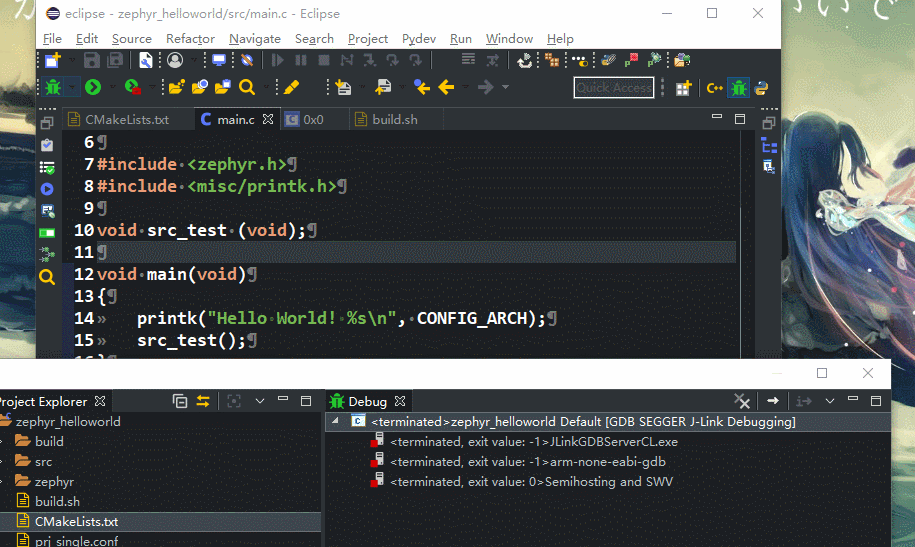 eclipse - zephyr_helloworld/src/main.c - Eclipse
File Edit Source Refactor Navigate Search Project Pydev Run Window Help
Quick Access
C++
CMakeLists.txt main.c 0x0 build.sh
6¶
7 #include·<zephyr.h>¶
8 #include·<misc/printk.h>¶
9 ¶
10 void·src_test·(void);¶
11 ¶
12 void·main(void)¶
13 {¶
14 » printk("Hello·World!·%s\n",·CONFIG_ARCH);¶
15 » src_test();¶
Project Explorer
zephyr_helloworld
build
src
zephyr
build.sh
CMakeLists.txt
prj_single.conf
Debug
<terminated>zephyr_helloworld Default [GDB SEGGER J-Link Debugging]
<terminated, exit value: -1>JLinkGDBServerCL.exe
<terminated, exit value: -1>arm-none-eabi-gdb
<terminated, exit value: 0>Semihosting and SWV